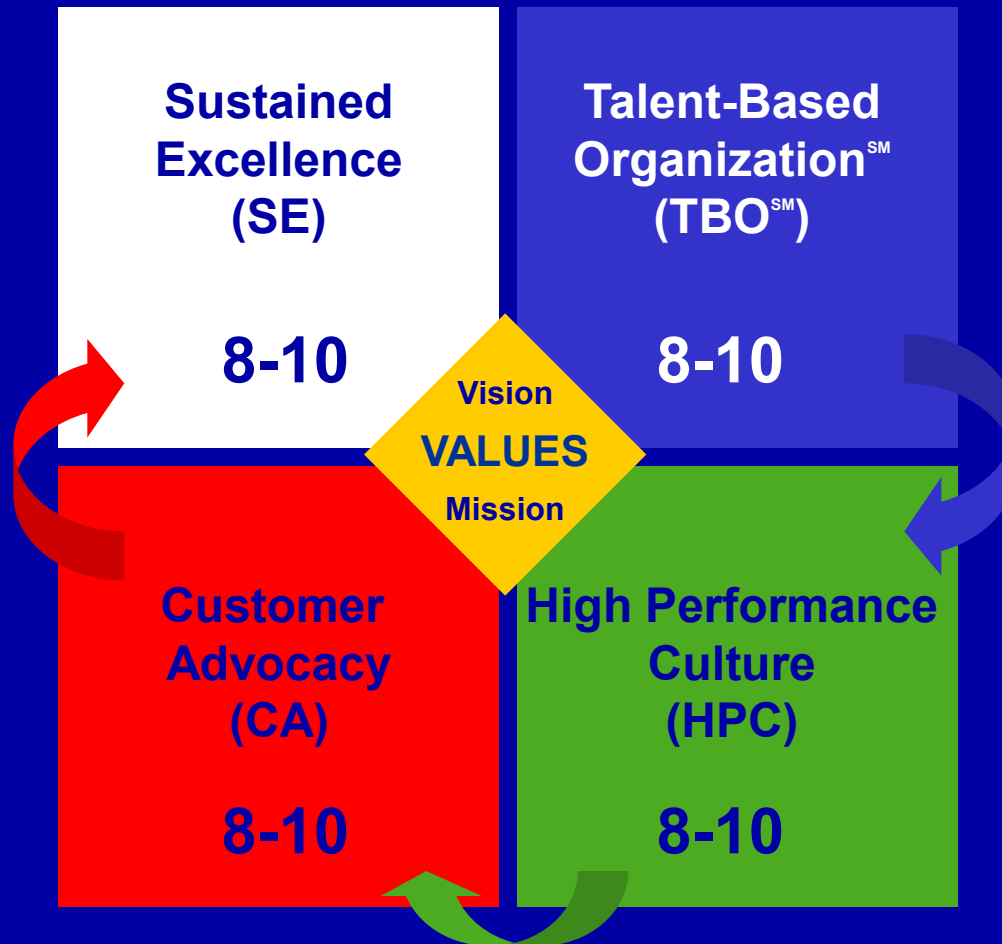 Sustained
Excellence
(SE)
8-10
Talent-Based
Organization℠
(TBO℠)
8-10
Vision
VALUES
Mission
Customer
Advocacy
(CA)
8-10
High Performance
Culture
(HPC)
8-10